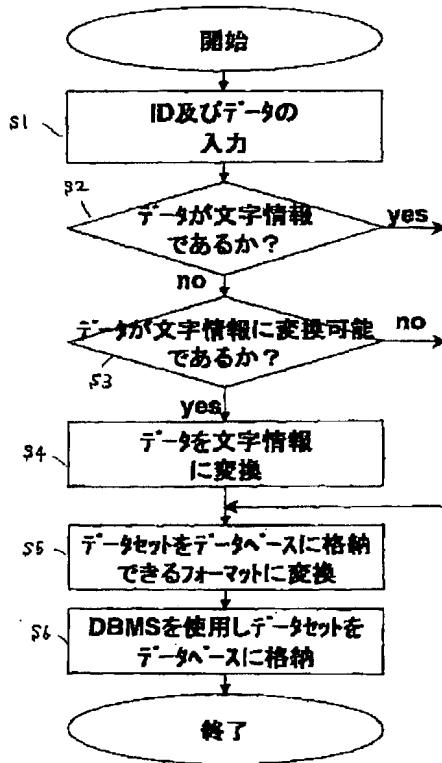 開始
S1
ID及びデータの
入力
S2
データが文字情報
であるか？
yes
no
データが文字情報に変換可能
であるか？
no
S3
yes
S4
データを文字情報
に変換
S5
データセットをデータベースに格納
できるフォーマットに変換
S6
DBMSを使用しデータセットを
データベースに格納
終了